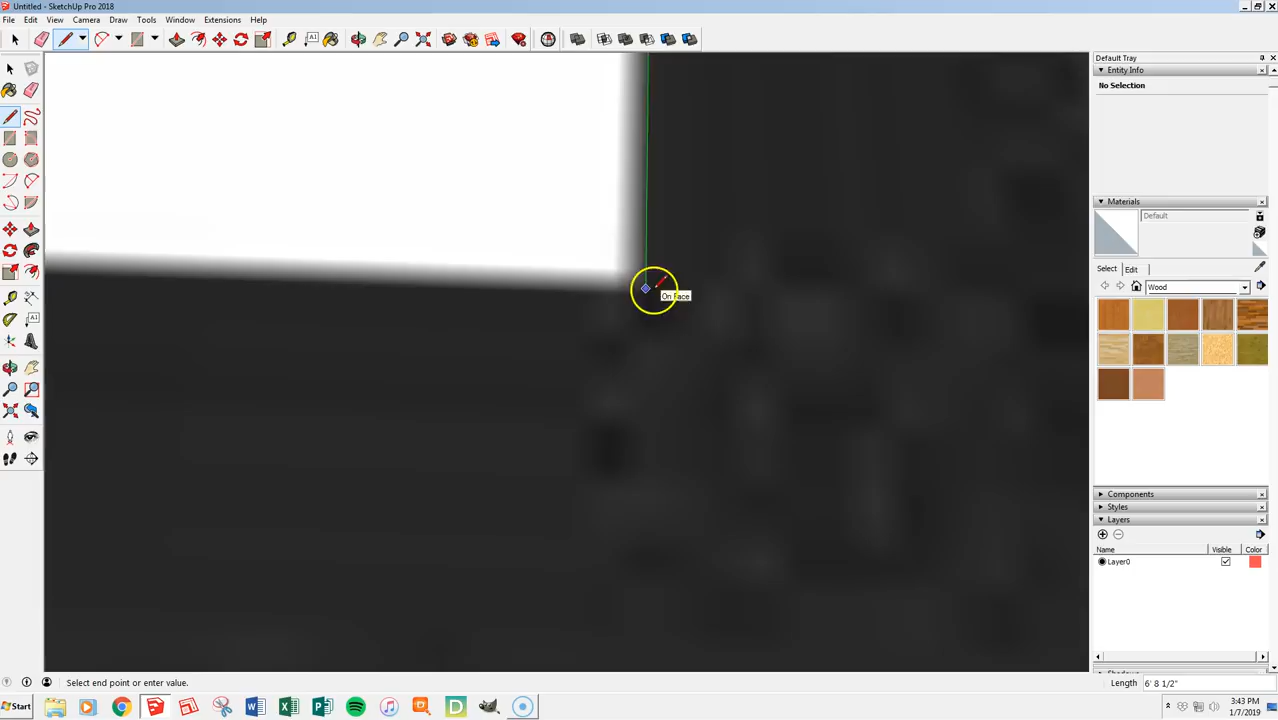 Untitled - SketchUp Pro 2018
File Edit View Camera Draw Tools Window Extensions Help
Default Tray
Entity Info
No Selection
Materials
Default
Select Edit
Wood
On Face
Components
Styles
Layers
Name Visible Color
Layer0
Select end point or enter value.
Length 6' 8 1/2"
Start
3:43 PM
1/7/2019